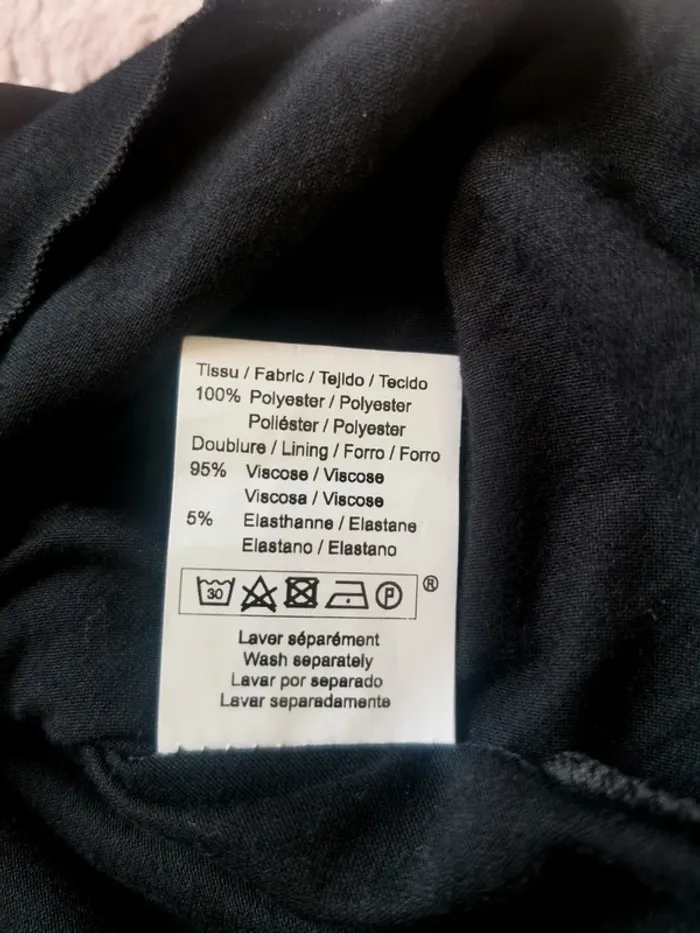 Tissu / Fabric / Tejido / Tecido
100% Polyester / Polyester
Poliéster / Polyester
Doublure / Lining / Forro / Forro
95% Viscose / Viscose
Viscosa / Viscose
5% Elasthanne / Elastane
Elastano / Elastano
30 P ®
Laver séparément
Wash separately
Lavar por separado
Lavar separadamente